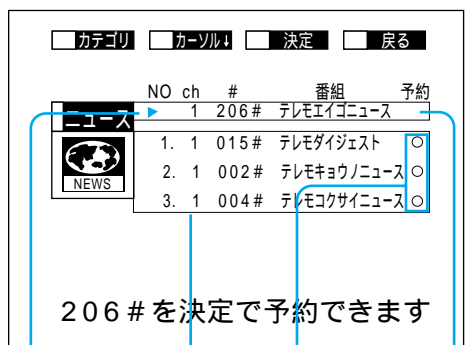 カテゴリ カーソル↓ 決定 戻る
NO ch # 番組 予約
ニュース ▶ 1 206# テレモエイゴニュース
1. 1 015# テレモダイジェスト ○
NEWS 2. 1 002# テレモキョウノニュース ○
3. 1 004# テレモコクサイニュース ○
206#を決定で予約できます